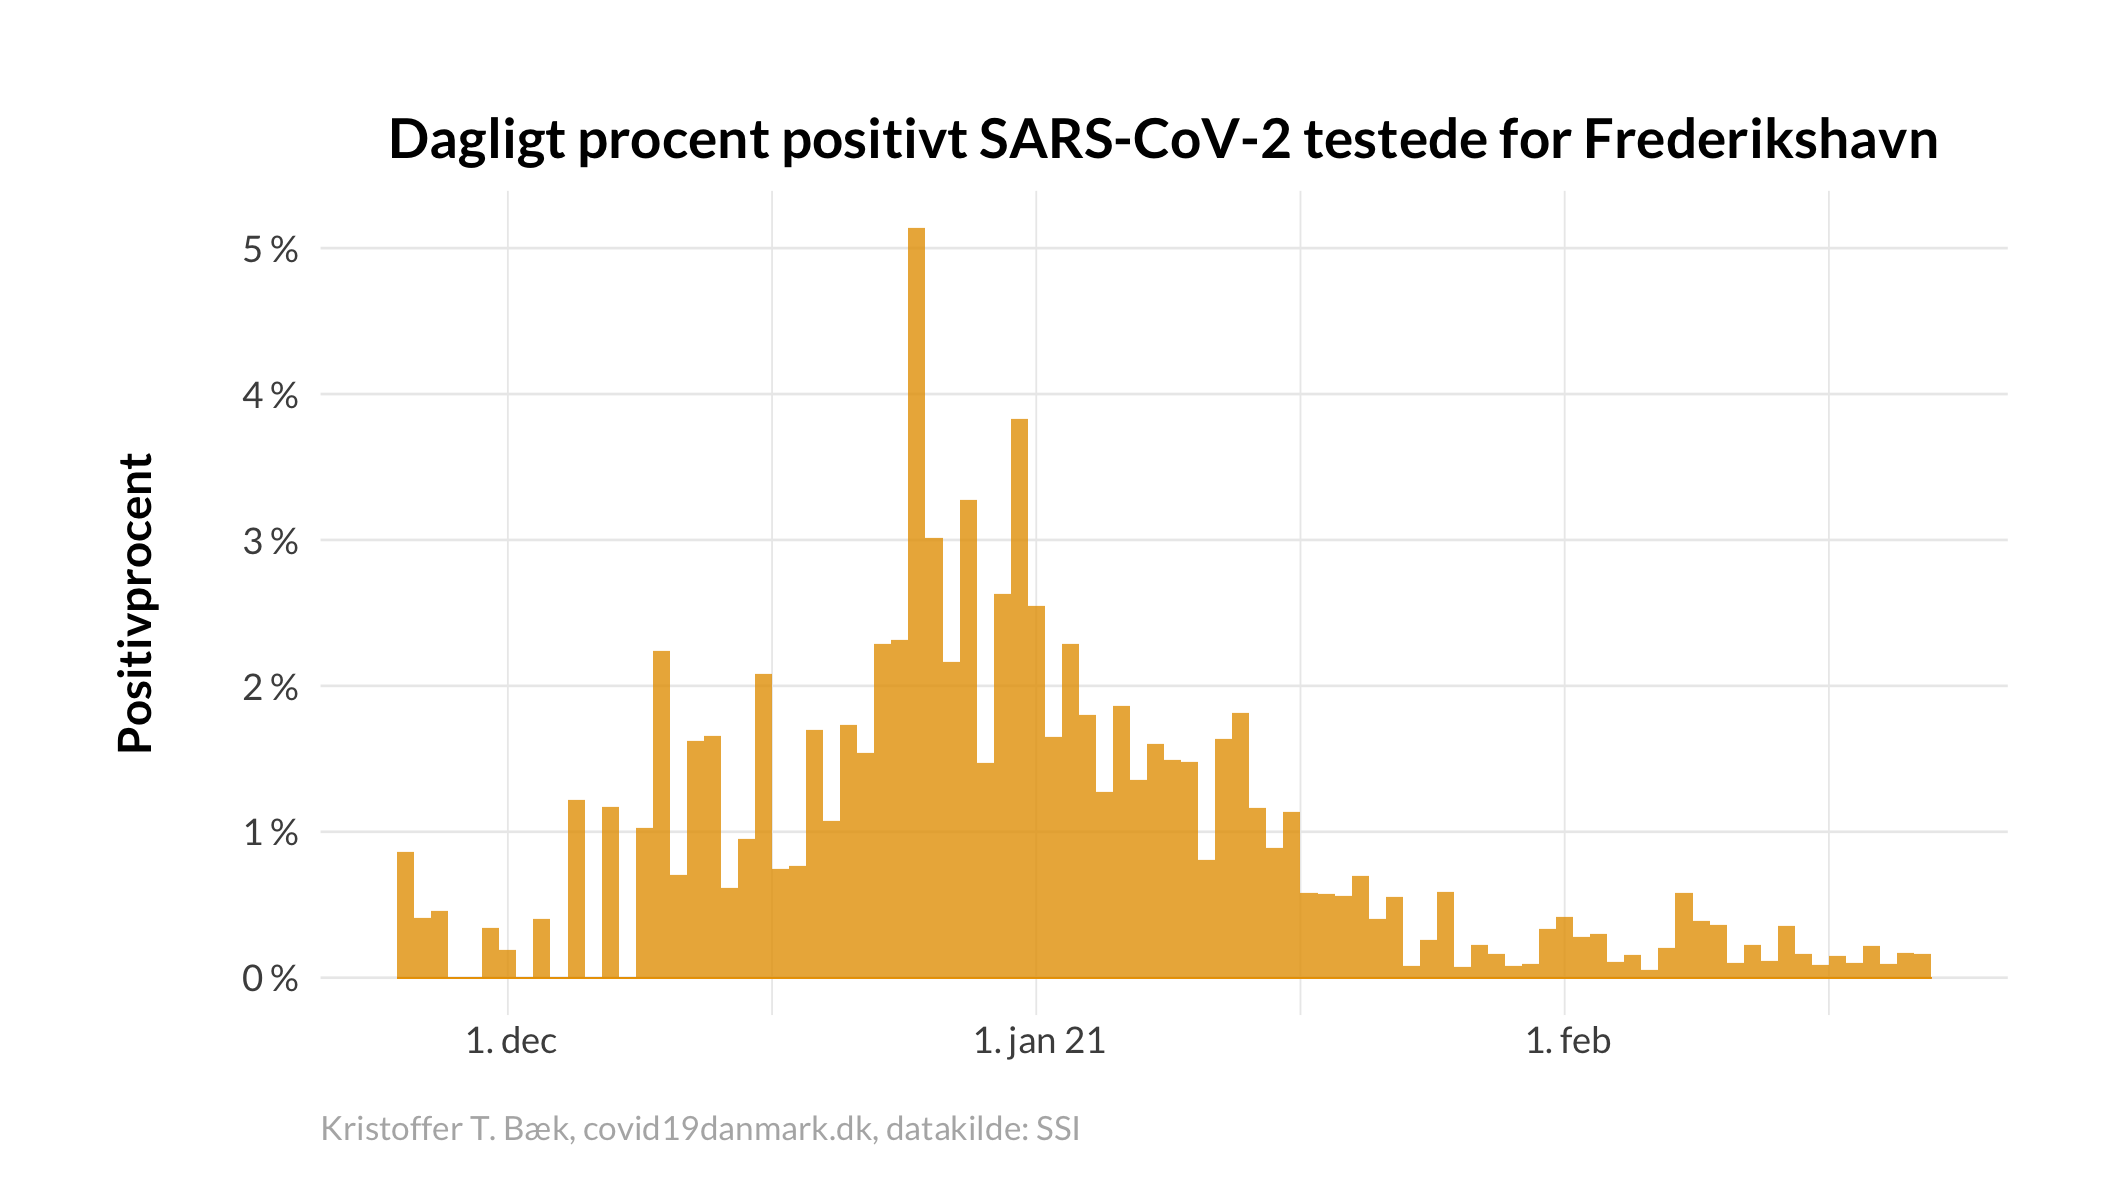 Dagligt procent positivt SARS-CoV-2 testede for Frederikshavn
Positivprocent
5 %
4 %
3 %
2 %
1 %
0 %
1. dec
1. jan 21
1. feb
Kristoffer T. Bæk, covid19danmark.dk, datakilde: SSI